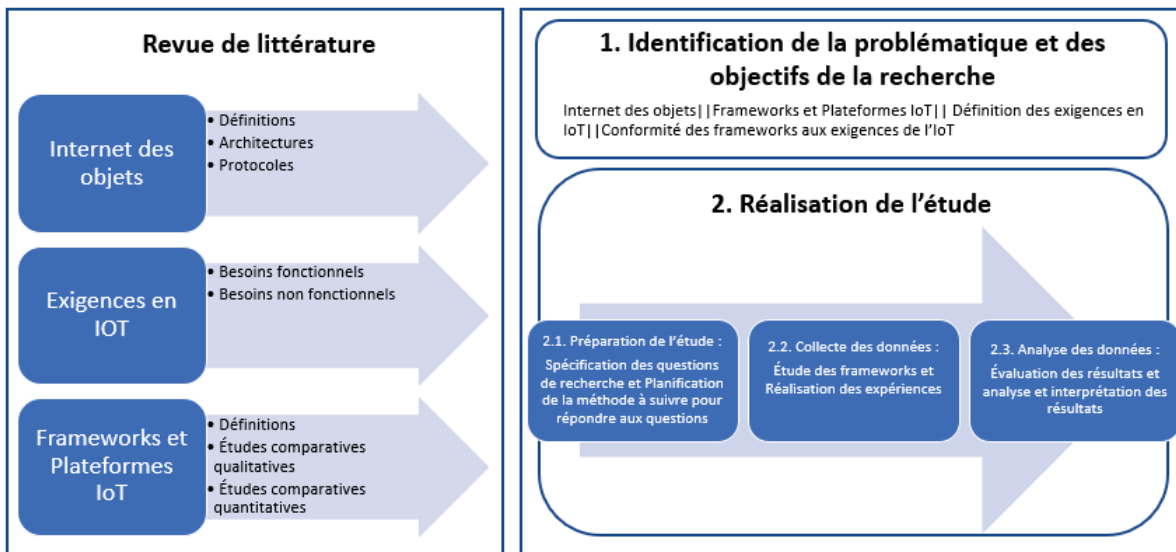 Revue de littérature
Internet des
objets
• Définitions
• Architectures
• Protocoles
Exigences en
IOT
• Besoins fonctionnels
• Besoins non fonctionnels
Frameworks et
Plateformes
IoT
• Définitions
• Études comparatives
qualitatives
• Études comparatives
quantitatives
1. Identification de la problématique et des
objectifs de la recherche
Internet des objets||Frameworks et Plateformes IoT|| Définition des exigences en
IoT||Conformité des frameworks aux exigences de l'IoT
2. Réalisation de l'étude
2.1. Préparation de l'étude :
Spécification des questions
de recherche et Planification
de la méthode à suivre pour
répondre aux questions
2.2. Collecte des données :
Étude des frameworks et
Réalisation des expériences
2.3. Analyse des données :
Évaluation des résultats et
analyse et interprétation des
résultats